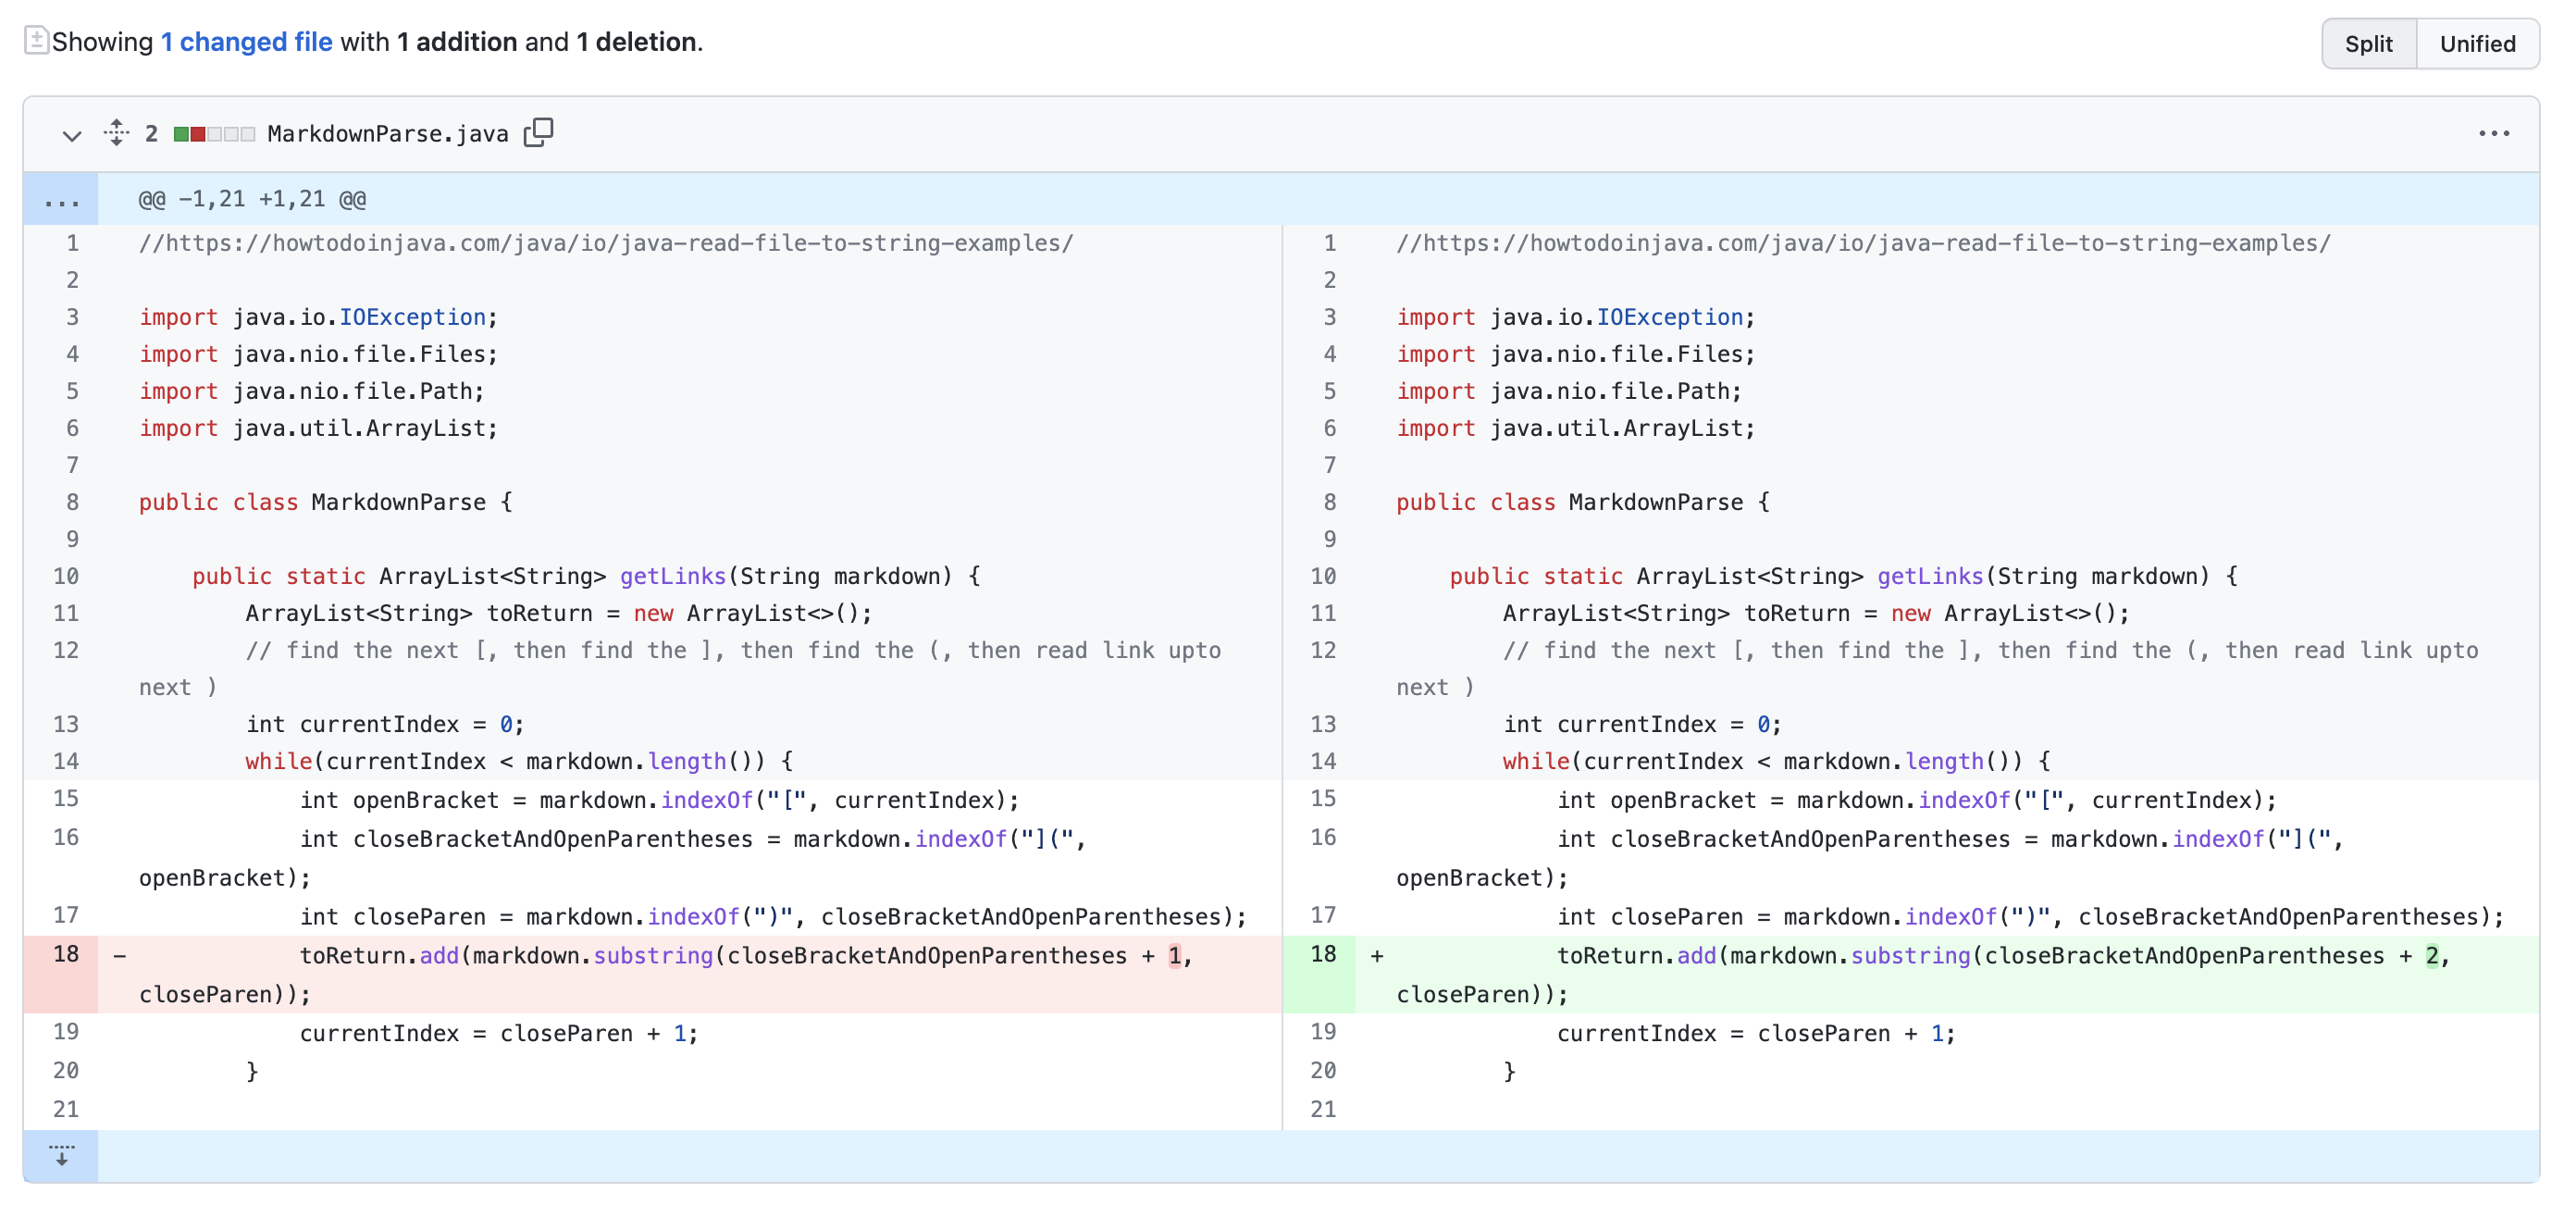 Showing 1 changed file with 1 addition and 1 deletion.
Split Unified
2 MarkdownParse.java
... @@ -1,21 +1,21 @@
1 //https://howtodoinjava.com/java/io/java-read-file-to-string-examples/
2
3 import java.io.IOException;
4 import java.nio.file.Files;
5 import java.nio.file.Path;
6 import java.util.ArrayList;
7
8 public class MarkdownParse {
9
10     public static ArrayList<String> getLinks(String markdown) {
11         ArrayList<String> toReturn = new ArrayList<>();
12         // find the next [, then find the ], then find the (, then read link upto
next )
13         int currentIndex = 0;
14         while(currentIndex < markdown.length()) {
15             int openBracket = markdown.indexOf("[", currentIndex);
16             int closeBracketAndOpenParentheses = markdown.indexOf("](",
openBracket);
17             int closeParen = markdown.indexOf(")", closeBracketAndOpenParentheses);
18 -             toReturn.add(markdown.substring(closeBracketAndOpenParentheses + 1,
closeParen));
19             currentIndex = closeParen + 1;
20         }
21
1 //https://howtodoinjava.com/java/io/java-read-file-to-string-examples/
2
3 import java.io.IOException;
4 import java.nio.file.Files;
5 import java.nio.file.Path;
6 import java.util.ArrayList;
7
8 public class MarkdownParse {
9
10     public static ArrayList<String> getLinks(String markdown) {
11         ArrayList<String> toReturn = new ArrayList<>();
12         // find the next [, then find the ], then find the (, then read link upto
next )
13         int currentIndex = 0;
14         while(currentIndex < markdown.length()) {
15             int openBracket = markdown.indexOf("[", currentIndex);
16             int closeBracketAndOpenParentheses = markdown.indexOf("](",
openBracket);
17             int closeParen = markdown.indexOf(")", closeBracketAndOpenParentheses);
18 +             toReturn.add(markdown.substring(closeBracketAndOpenParentheses + 2,
closeParen));
19             currentIndex = closeParen + 1;
20         }
21